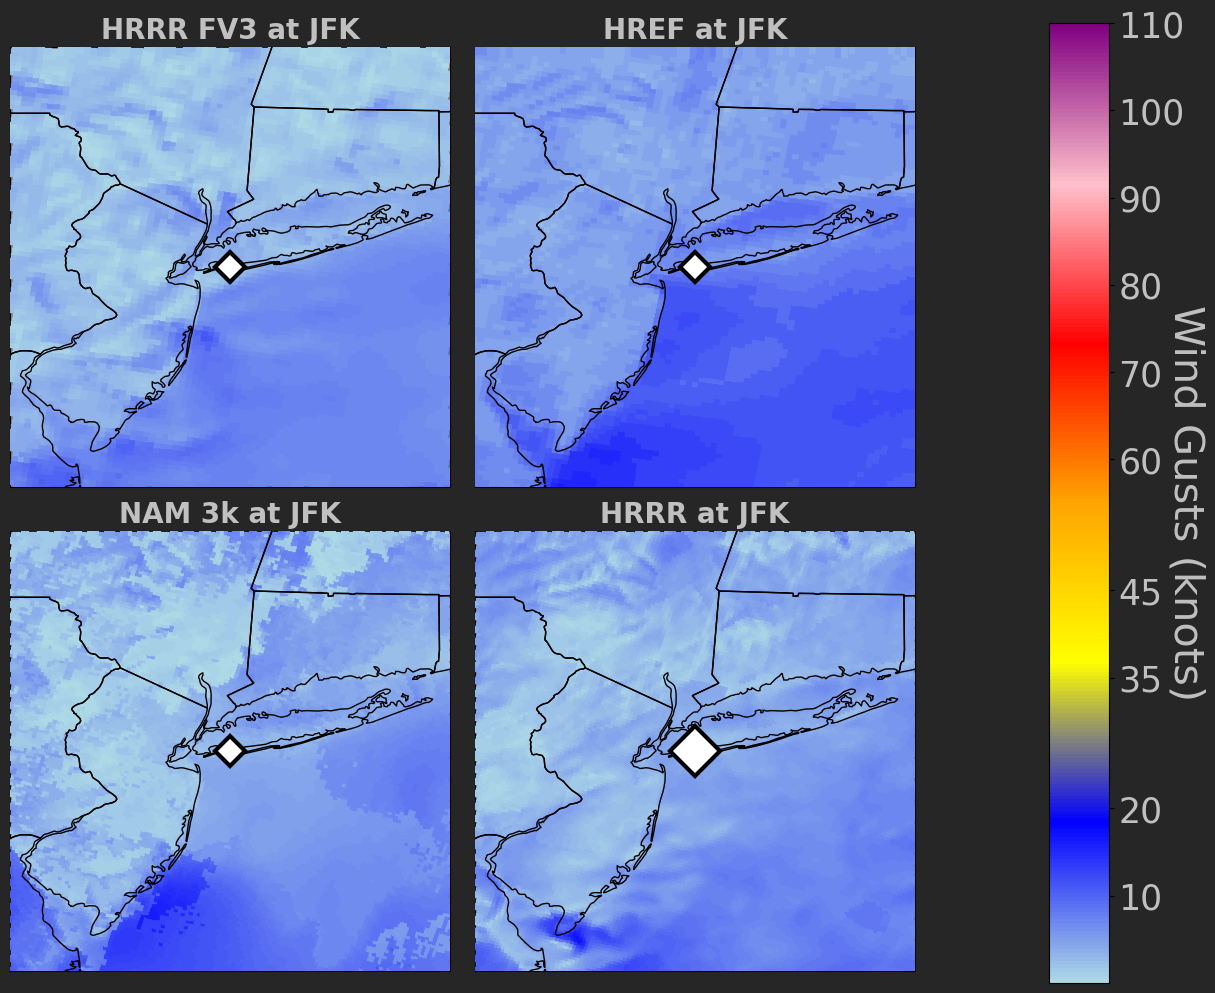 HRRR FV3 at JFK
HREF at JFK
NAM 3k at JFK
HRRR at JFK
110
100
90
80
70
60
45
35
20
10
Wind Gusts (knots)